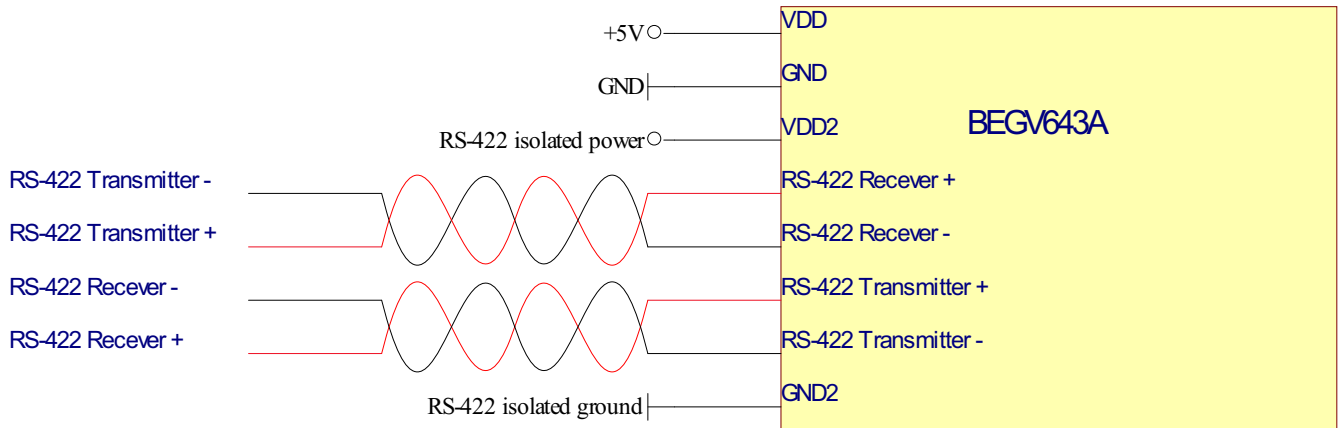 +5V VDD
GND GND
RS-422 isolated power VDD2 BEGV643A
RS-422 Transmitter - RS-422 Recever +
RS-422 Transmitter + RS-422 Recever -
RS-422 Recever - RS-422 Transmitter +
RS-422 Recever + RS-422 Transmitter -
RS-422 isolated ground GND2